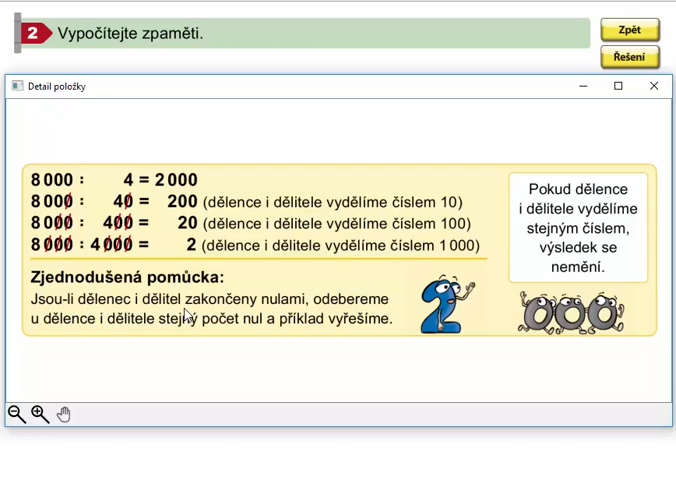 2 Vypočítejte zpaměti.
Zpět
Řešení
Detail položky
8 000 : 4 = 2 000
8 000 : 40 = 200 (dělence i dělitele vydělíme číslem 10)
8 000 : 400 = 20 (dělence i dělitele vydělíme číslem 100)
8 000 : 4 000 = 2 (dělence i dělitele vydělíme číslem 1 000)
Zjednodušená pomůcka:
Jsou-li dělenec i dělitel zakončeny nulami, odebereme
u dělence i dělitele stejný počet nul a příklad vyřešíme.
Pokud dělence
i dělitele vydělíme
stejným číslem,
výsledek se
nemění.
2
000